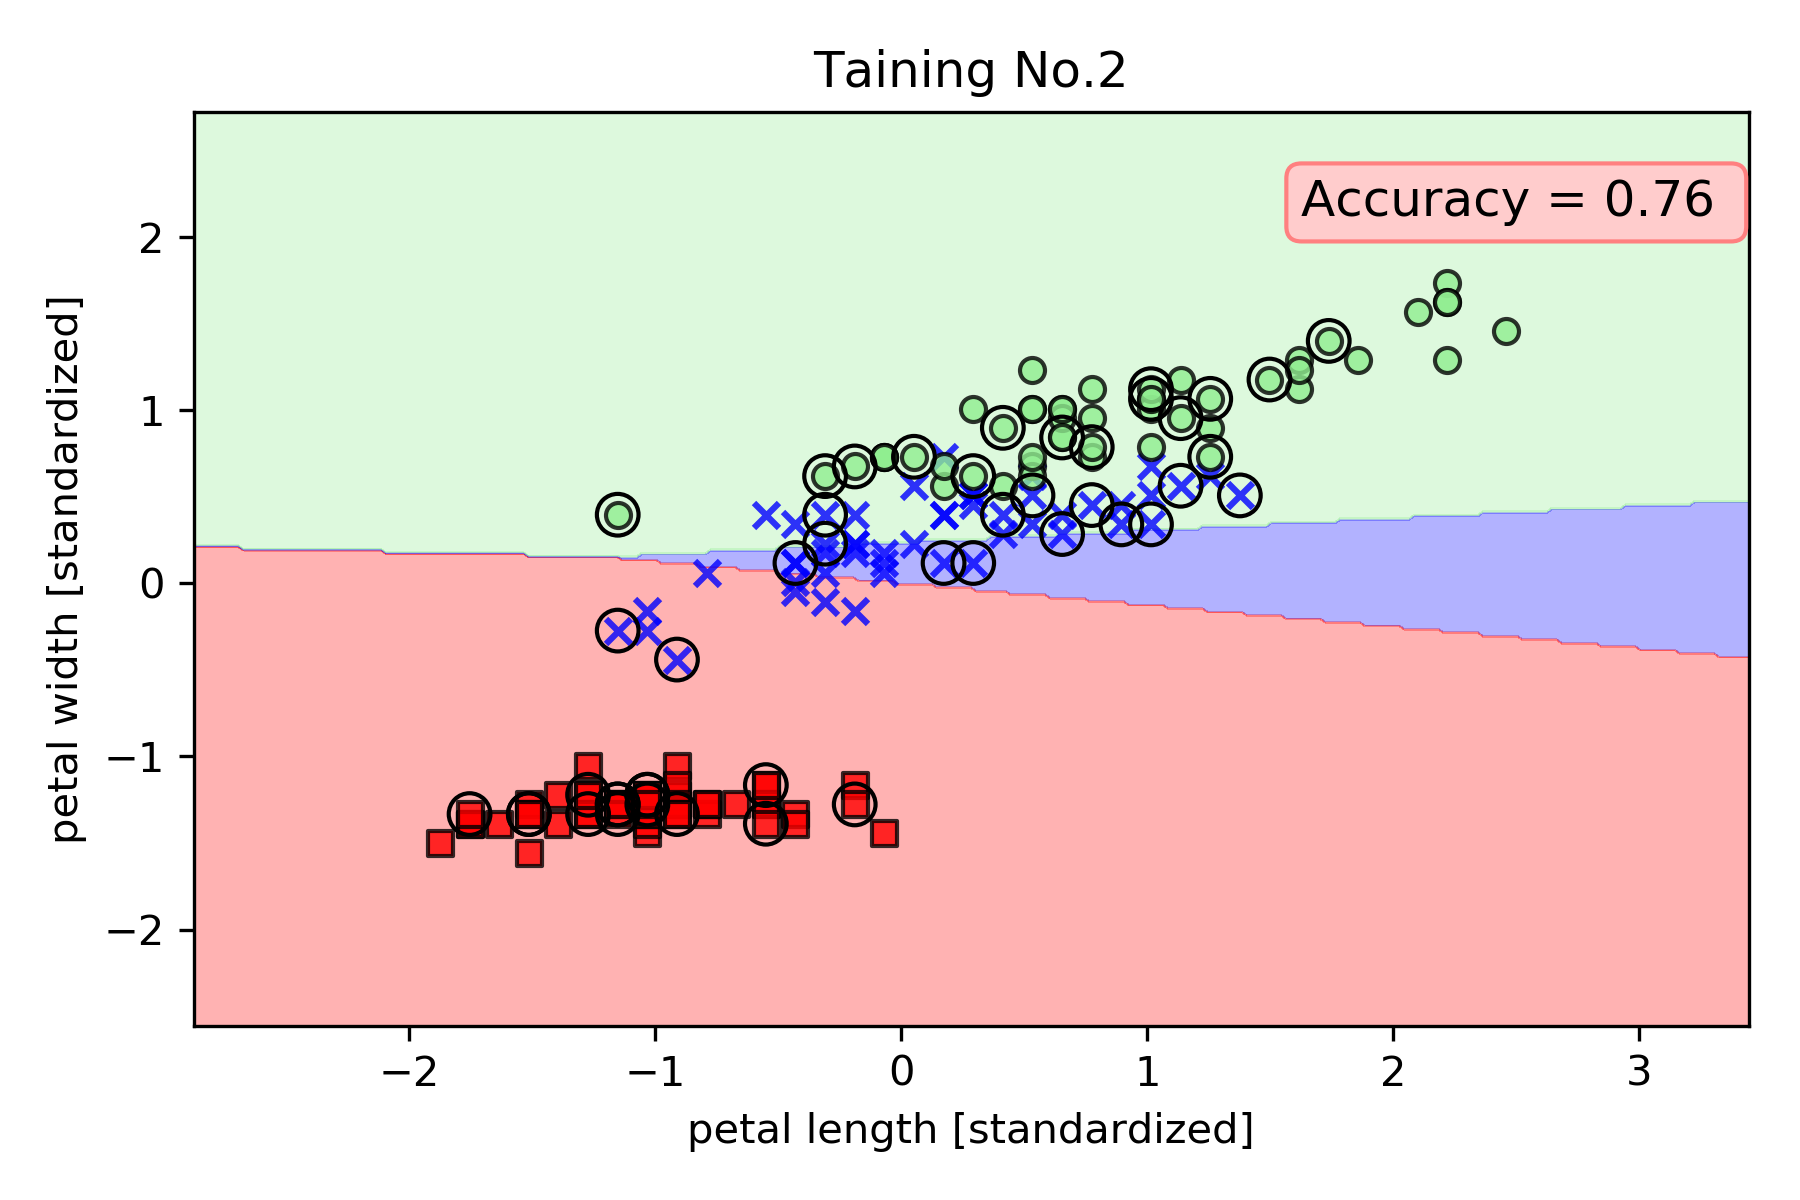 Taining No.2
Accuracy = 0.76
petal width [standardized]
2
1
0
−1
−2
−2
−1
0
1
2
3
petal length [standardized]